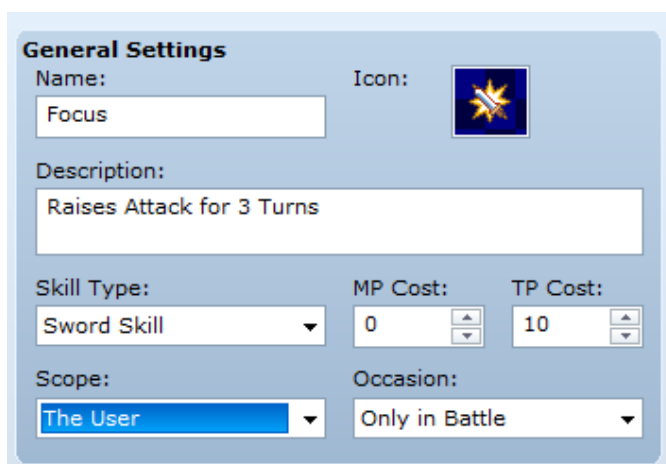 General Settings
Name:
Icon:
Focus
Description:
Raises Attack for 3 Turns
Skill Type:
MP Cost:
TP Cost:
Sword Skill
0
10
Scope:
Occasion:
The User
Only in Battle